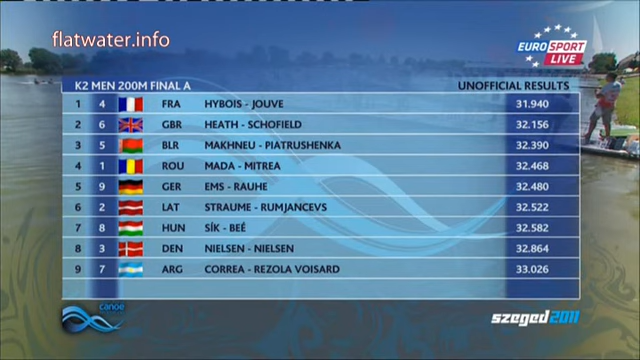 flatwater.info
EUROSPORT
LIVE
K2 MEN 200M FINAL A UNOFFICIAL RESULTS
1 4 FRA HYBOIS - JOUVE 31.940
2 6 GBR HEATH - SCHOFIELD 32.156
3 5 BLR MAKHNEU - PIATRUSHENKA 32.390
4 1 ROU MADA - MITREA 32.468
5 9 GER EMS - RAUHE 32.480
6 2 LAT STRAUME - RUMJANCEVS 32.522
7 8 HUN SÍK - BEÉ 32.582
8 3 DEN NIELSEN - NIELSEN 32.864
9 7 ARG CORREA - REZOLA VOISARD 33.026
canoe
szeged2011